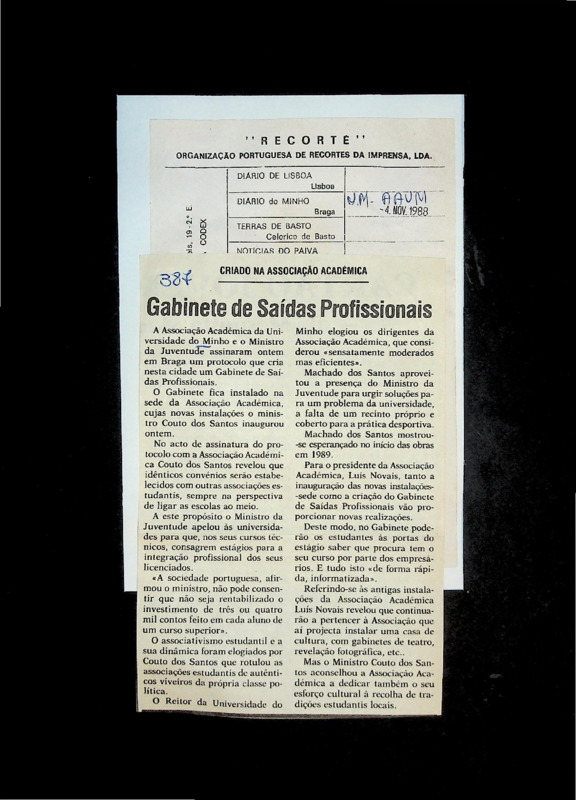 "RECORTE"
ORGANIZAÇÃO PORTUGUESA DE RECORTES DA IMPRENSA, LDA.
DIÁRIO DE LISBOA
Lisboa
DIÁRIO do MINHO
Braga
U.M. - AAUM
-4. NOV. 1988
TERRAS DE BASTO
Celorico de Basto
NOTÍCIAS DO PAIVA
19-2.º E.
CODEX
387
CRIADO NA ASSOCIAÇÃO ACADÉMICA
Gabinete de Saídas Profissionais
A Associação Académica da Uni-
versidade do Minho e o Ministro
da Juventude assinaram ontem
em Braga um protocolo que cria
nesta cidade um Gabinete de Saí-
das Profissionais.
O Gabinete fica instalado na
sede da Associação Académica,
cujas novas instalações o minis-
tro Couto dos Santos inaugurou
ontem.
No acto de assinatura do pro-
tocolo com a Associação Académi-
ca Couto dos Santos revelou que
idênticos convénios serão estabe-
lecidos com outras associações es-
tudantis, sempre na perspectiva
de ligar as escolas ao meio.
A este propósito o Ministro da
Juventude apelou às universida-
des para que, nos seus cursos téc-
nicos, consagrem estágios para a
integração profissional dos seus
licenciados.
«A sociedade portuguesa, afir-
mou o ministro, não pode consen-
tir que não seja rentabilizado o
investimento de três ou quatro
mil contos feito em cada aluno de
um curso superior».
O associativismo estudantil e a
sua dinâmica foram elogiados por
Couto dos Santos que rotulou as
associações estudantis de autênti-
cos viveiros da própria classe po-
lítica.
O Reitor da Universidade do
Minho elogiou os dirigentes da
Associação Académica, que consi-
derou «sensatamente moderados
mas eficientes».
Machado dos Santos aprovei-
tou a presença do Ministro da
Juventude para urgir soluções pa-
ra um problema da universidade,
a falta de um recinto próprio e
coberto para a prática desportiva.
Machado dos Santos mostrou-
-se esperançado no início das obras
em 1989.
Para o presidente da Associação
Académica, Luís Novais, tanto a
inauguração das novas instalações-
-sede como a criação do Gabinete
de Saídas Profissionais vão pro-
porcionar novas realizações.
Deste modo, no Gabinete pode-
rão os estudantes às portas do
estágio saber que procura tem o
seu curso por parte dos empresá-
rios. E tudo isto «de forma rápi-
da, informatizada».
Referindo-se às antigas instala-
ções da Associação Académica
Luís Novais revelou que continua-
rão a pertencer à Associação que
aí projecta instalar uma casa de
cultura, com gabinetes de teatro,
revelação fotográfica, etc..
Mas o Ministro Couto dos San-
tos aconselhou a Associação Aca-
démica a dedicar também o seu
esforço cultural à recolha de tra-
dições estudantis locais.